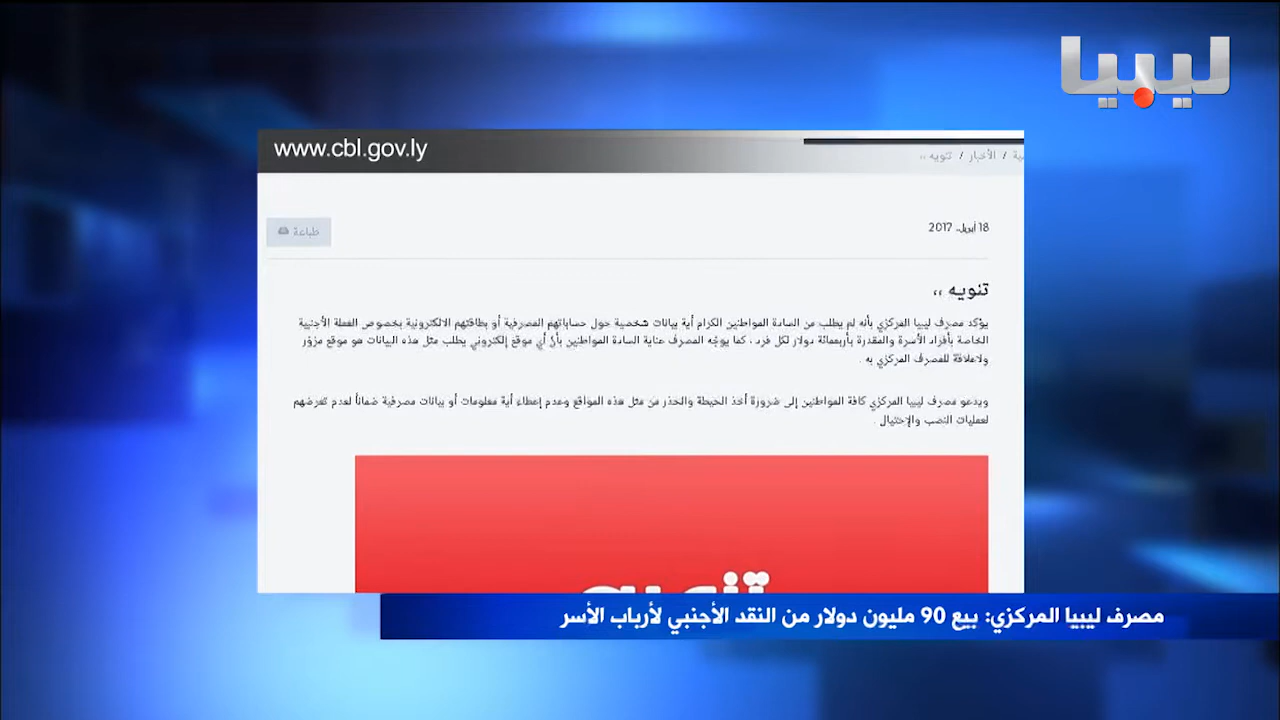 ليبيا
www.cbl.gov.ly
ية / الأخبار / تنويه ،،
18 أبريل، 2017
طباعة
تنويه ،،
يؤكد مصرف ليبيا المركزي بأنه لم يطلب من السادة المواطنين الكرام أية بيانات شخصية حول حساباتهم المصرفية أو بطاقتهم الالكترونية بخصوص العملة الأجنبية
الخاصة بأفراد الأسرة والمقدرة بأربعمائة دولار لكل فرد ، كما يوجّه المصرف عناية السادة المواطنين بأنّ أي موقع إلكتروني يطلب مثل هذه البيانات هو موقع مزوّر
ولاعلاقة للمصرف المركزي به .
ويدعو مصرف ليبيا المركزي كافة المواطنين إلى ضرورة أخذ الحيطة والحذر من مثل هذه المواقع وعدم إعطاء أية معلومات أو بيانات مصرفية ضماناً لعدم تعرضهم
لعمليات النصب والإحتيال .
تنويه
مصرف ليبيا المركزي: بيع 90 مليون دولار من النقد الأجنبي لأرباب الأسر